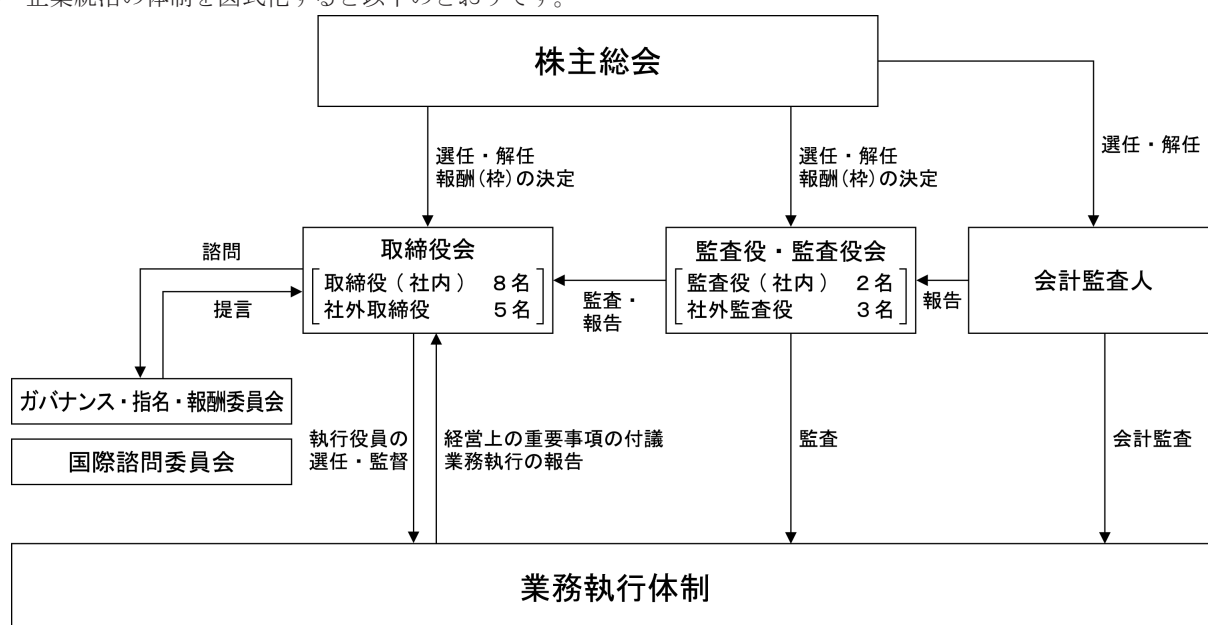 企業統治の体制を図式化すると以下のとおりです。
株主総会
選任・解任
報酬(枠)の決定
選任・解任
報酬(枠)の決定
選任・解任
諮問
提言
取締役会
取締役(社内) 8名
社外取締役 5名
監査・
報告
監査役・監査役会
監査役(社内) 2名
社外監査役 3名
報告
会計監査人
ガバナンス・指名・報酬委員会
国際諮問委員会
執行役員の
選任・監督
経営上の重要事項の付議
業務執行の報告
監査
会計監査
業務執行体制